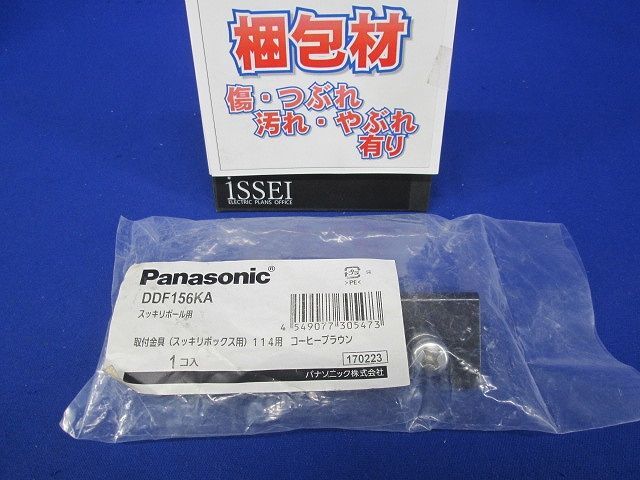 梱包材
傷・つぶれ
汚れ・やぶれ
有り
iSSEI
ELECTRIC PLANS OFFICE
Panasonic®
DDF156KA
スッキリポール用
>PE<
4 549077 305473
取付金具（スッキリボックス用）114用 コーヒーブラウン
1コ入
170223
パナソニック株式会社